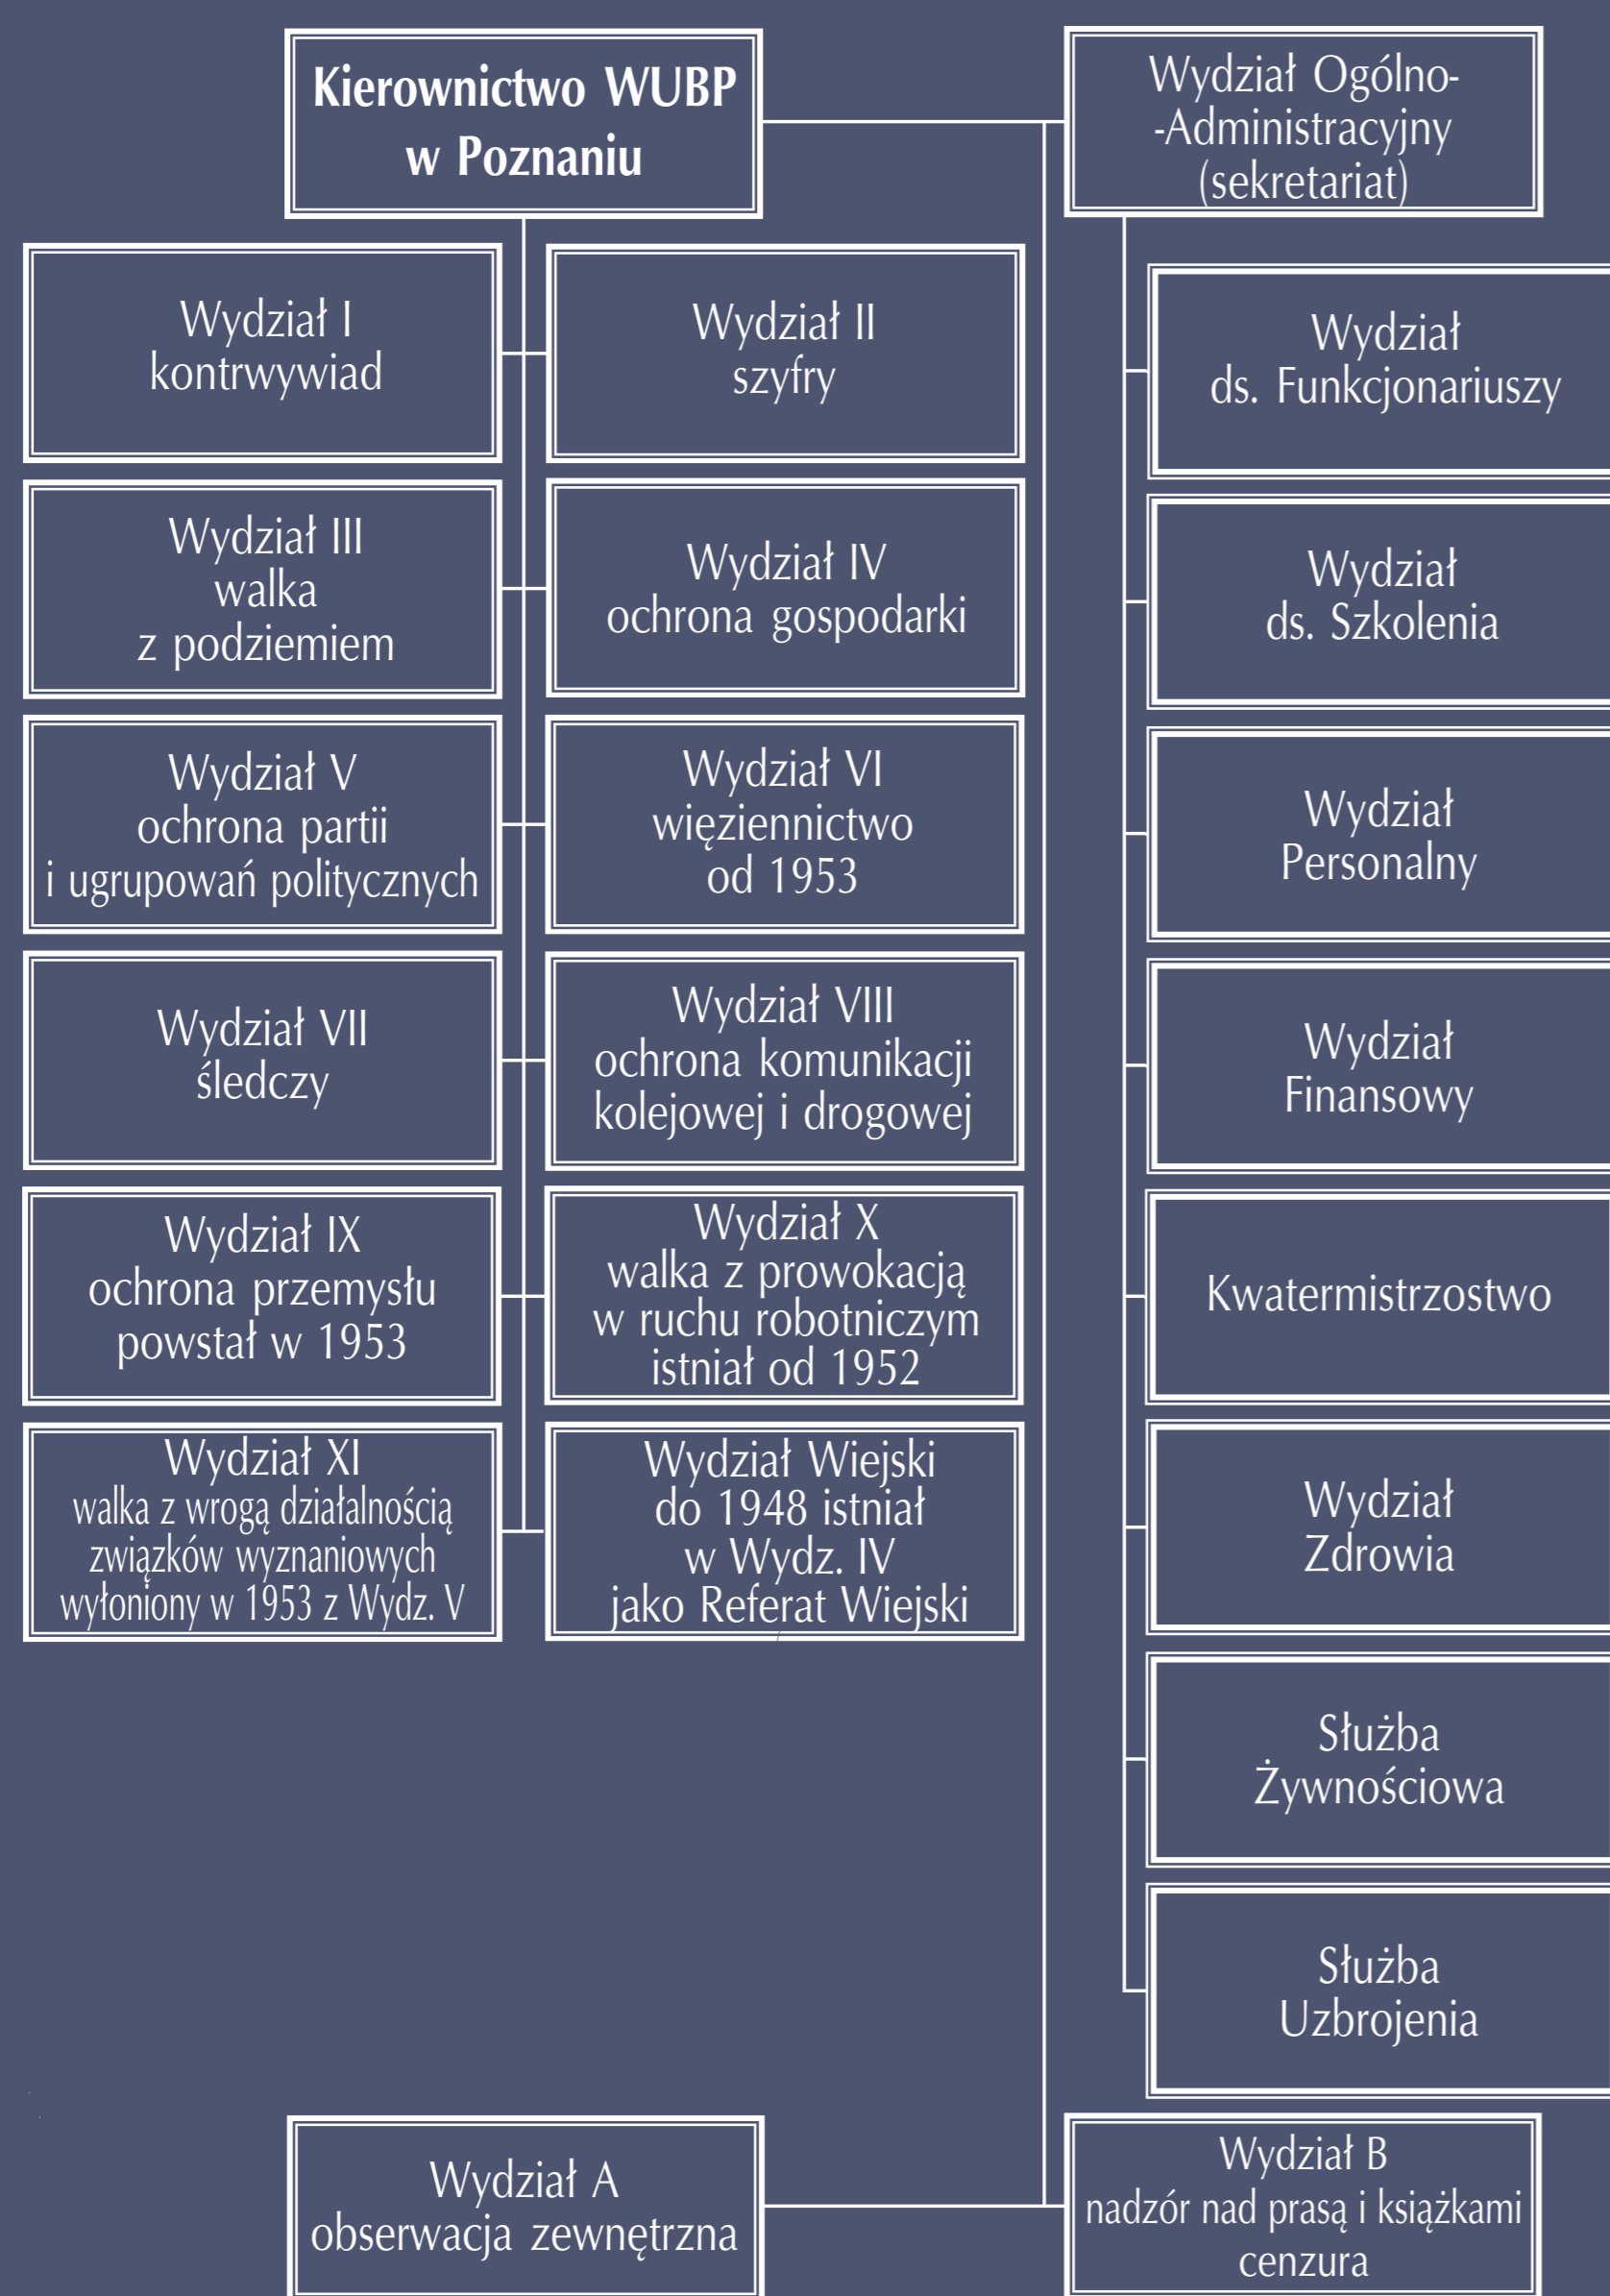 Kierownictwo WUBP
w Poznaniu
Wydział Ogólno-
-Administracyjny
(sekretariat)
Wydział I
kontrwywiad
Wydział II
szyfry
Wydział III
walka
z podziemiem
Wydział IV
ochrona gospodarki
Wydział V
ochrona partii
i ugrupowań politycznych
Wydział VI
więziennictwo
od 1953
Wydział VII
śledczy
Wydział VIII
ochrona komunikacji
kolejowej i drogowej
Wydział IX
ochrona przemysłu
powstał w 1953
Wydział X
walka z prowokacją
w ruchu robotniczym
istniał od 1952
Wydział XI
walka z wrogą działalnością
związków wyznaniowych
wyłoniony w 1953 z Wydz. V
Wydział Wiejski
do 1948 istniał
w Wydz. IV
jako Referat Wiejski
Wydział
ds. Funkcjonariuszy
Wydział
ds. Szkolenia
Wydział
Personalny
Wydział
Finansowy
Kwatermistrzostwo
Wydział
Zdrowia
Służba
Żywnościowa
Służba
Uzbrojenia
Wydział A
obserwacja zewnętrzna
Wydział B
nadzór nad prasą i książkami
cenzura